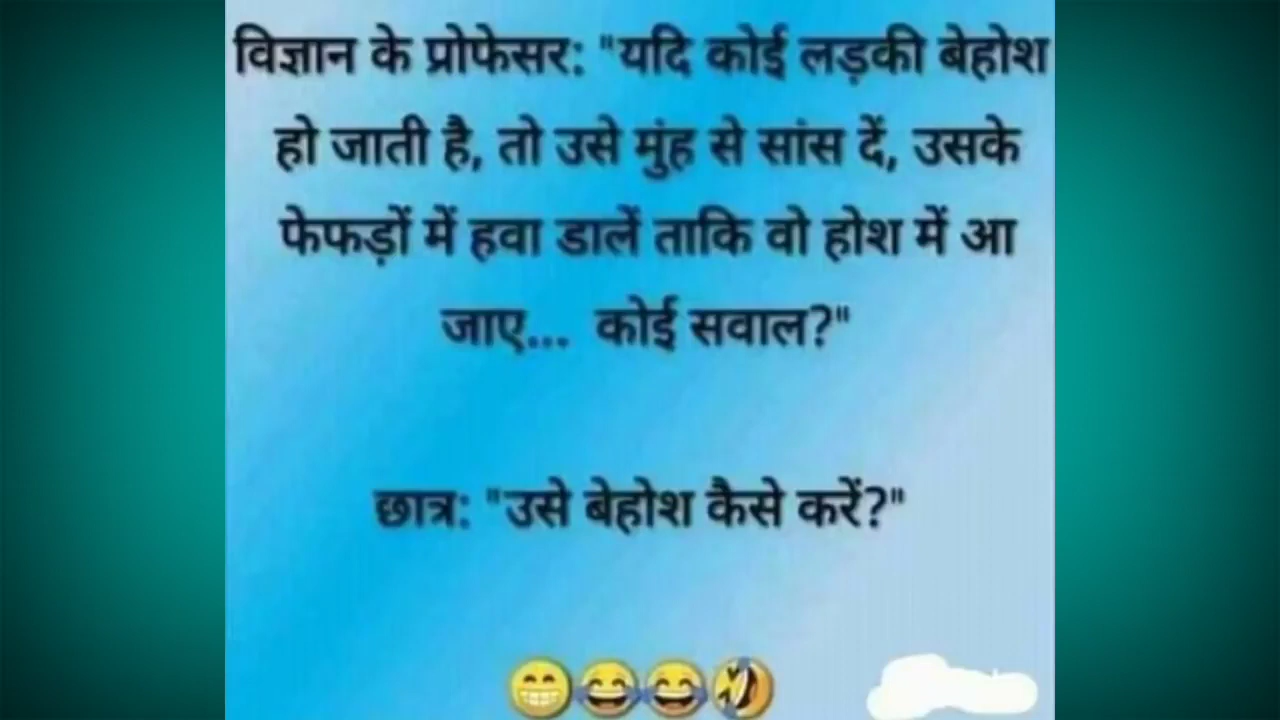 विज्ञान के प्रोफेसर: "यदि कोई लड़की बेहोश
हो जाती है, तो उसे मुंह से सांस दें, उसके
फेफड़ों में हवा डालें ताकि वो होश में आ
जाए... कोई सवाल?"
छात्र: "उसे बेहोश कैसे करें?"
😁😂😂🤣